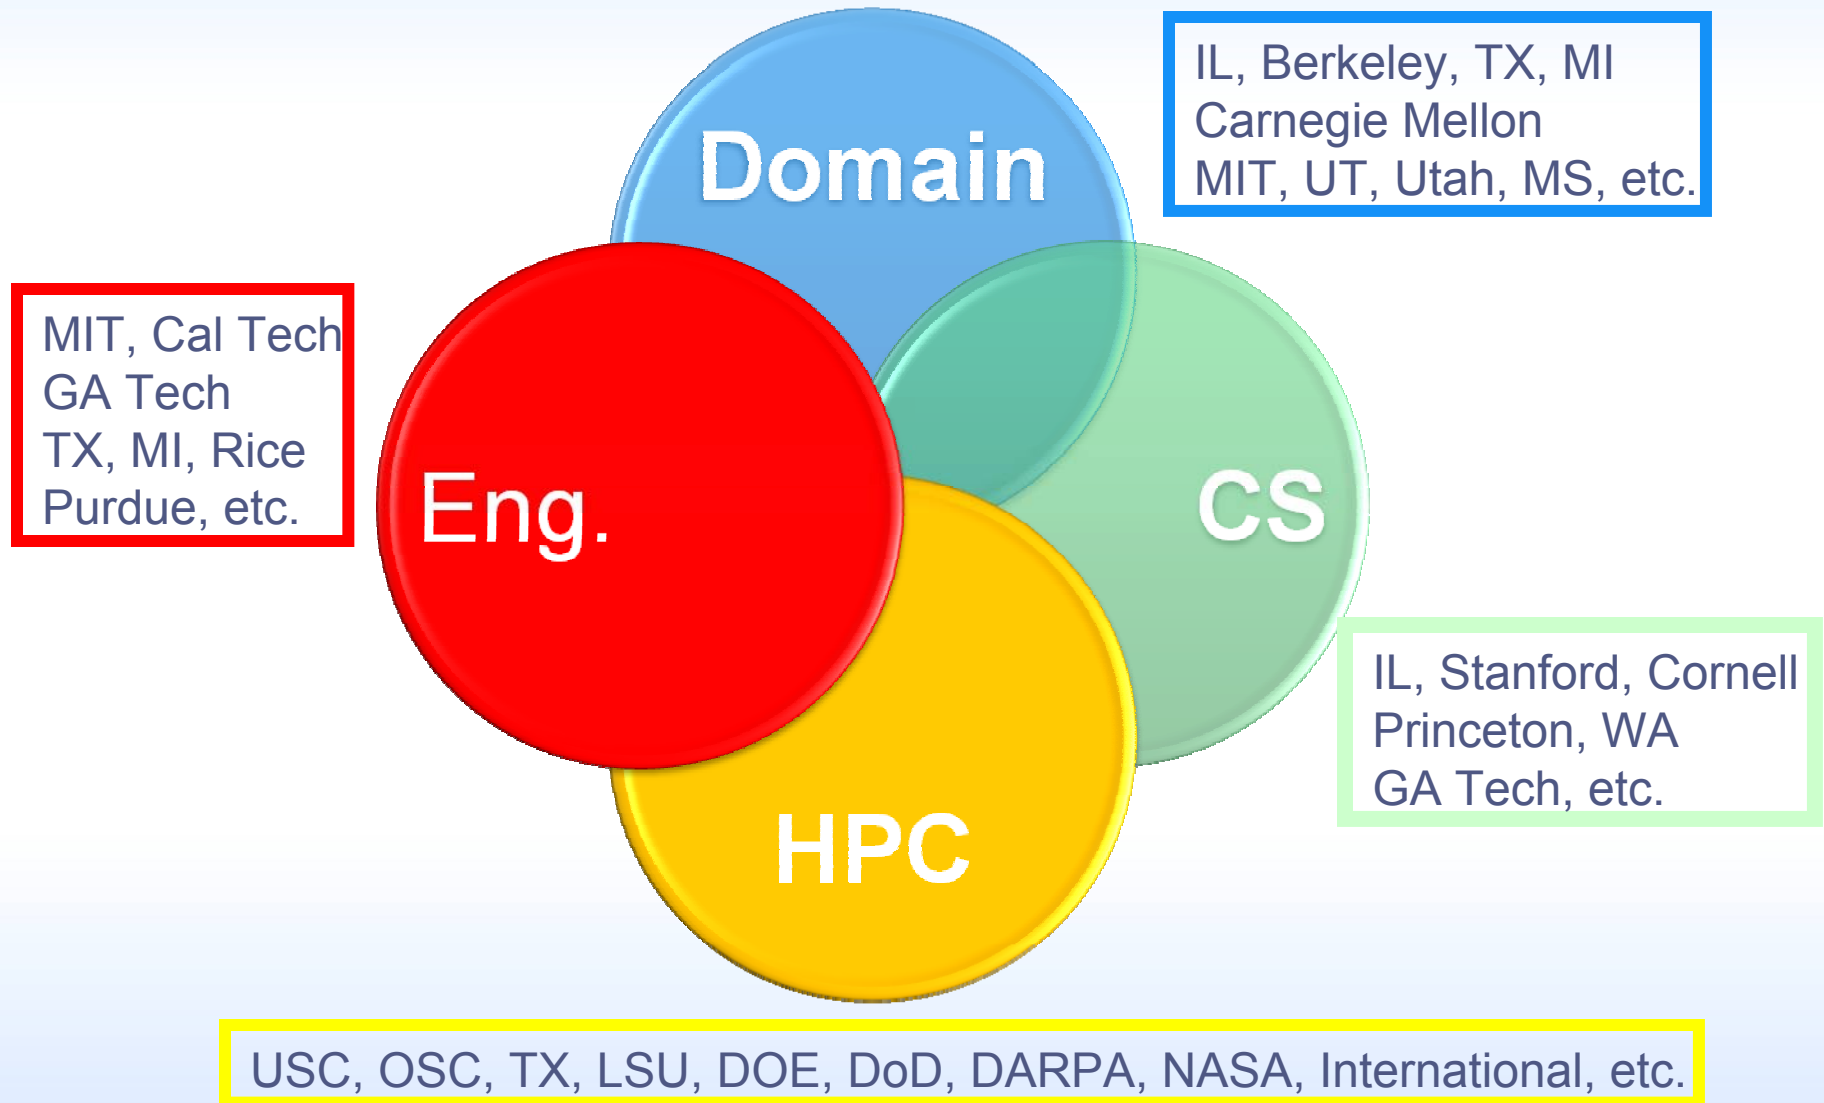 Domain
IL, Berkeley, TX, MI
Carnegie Mellon
MIT, UT, Utah, MS, etc.
MIT, Cal Tech
GA Tech
TX, MI, Rice
Purdue, etc.
Eng.
CS
IL, Stanford, Cornell
Princeton, WA
GA Tech, etc.
HPC
USC, OSC, TX, LSU, DOE, DoD, DARPA, NASA, International, etc.